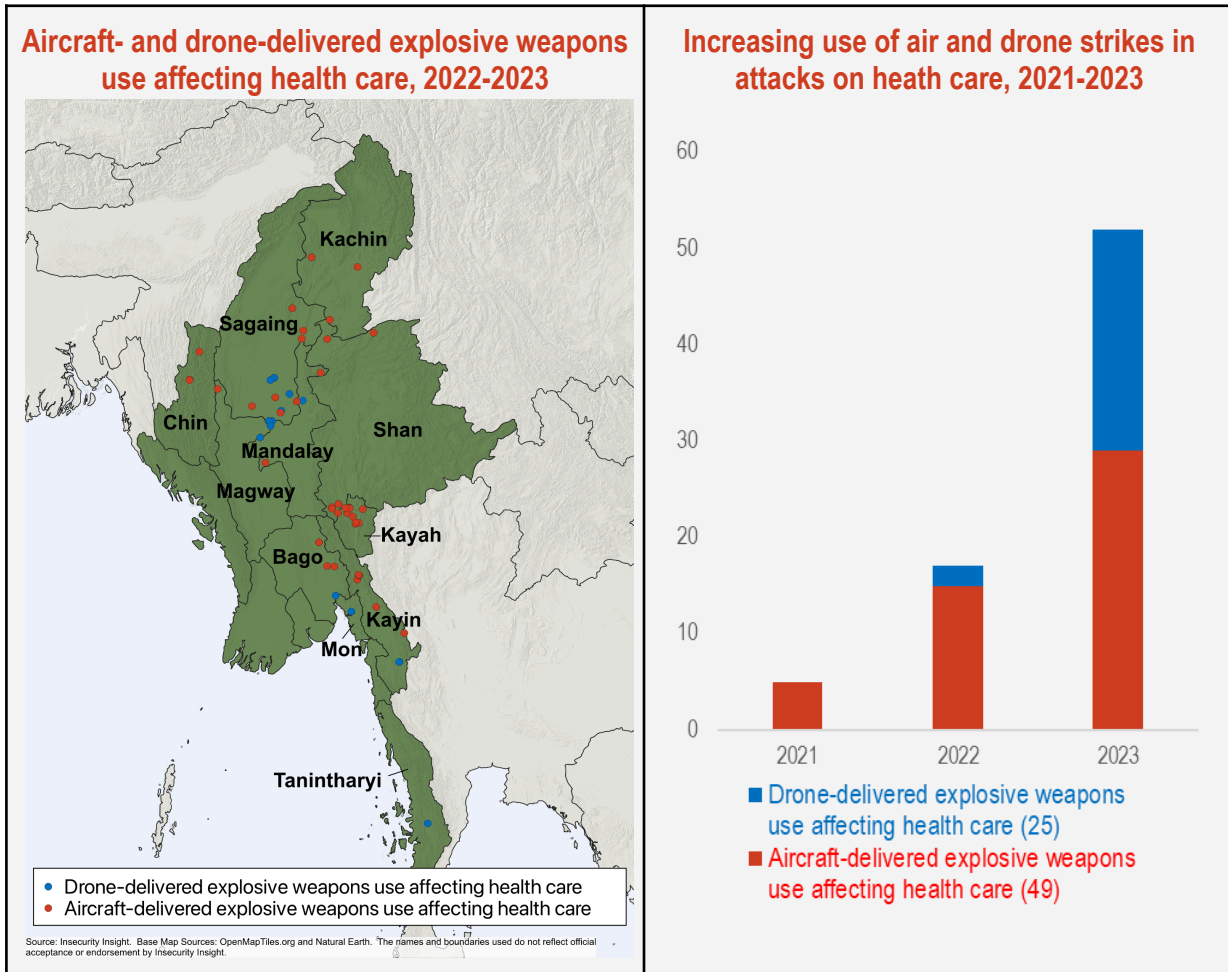 Aircraft- and drone-delivered explosive weapons
use affecting health care, 2022-2023
Kachin
Sagaing
Chin
Shan
Mandalay
Magway
Kayah
Bago
Kayin
Mon
Tanintharyi
Drone-delivered explosive weapons use affecting health care
Aircraft-delivered explosive weapons use affecting health care
Source: Insecurity Insight. Base Map Sources: OpenMapTiles.org and Natural Earth. The names and boundaries used do not reflect official
acceptance or endorsement by Insecurity Insight.
Increasing use of air and drone strikes in
attacks on heath care, 2021-2023
60
50
40
30
20
10
0
2021
2022
2023
Drone-delivered explosive weapons
use affecting health care (25)
Aircraft-delivered explosive weapons
use affecting health care (49)